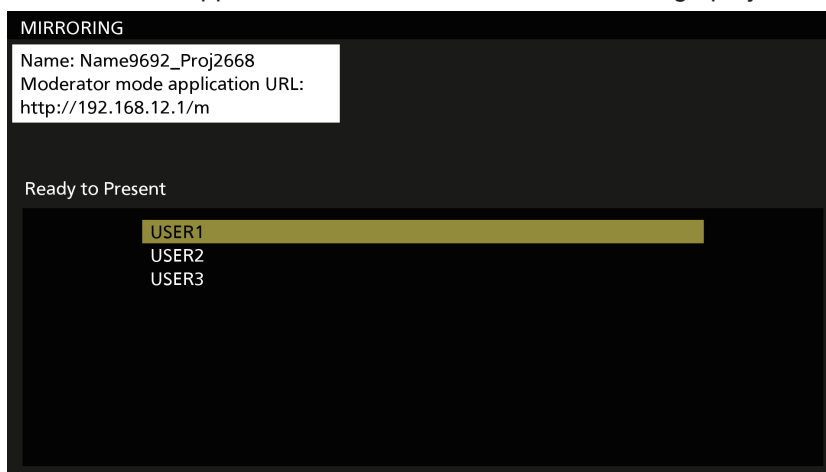 MIRRORING
Name: Name9692_Proj2668
Moderator mode application URL:
http://192.168.12.1/m
Ready to Present
USER1
USER2
USER3